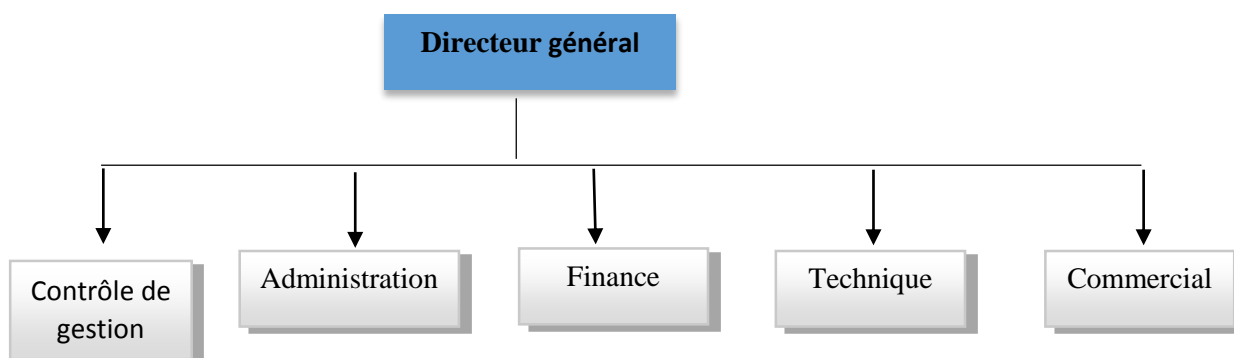 Directeur général
Contrôle de
gestion
Administration
Finance
Technique
Commercial